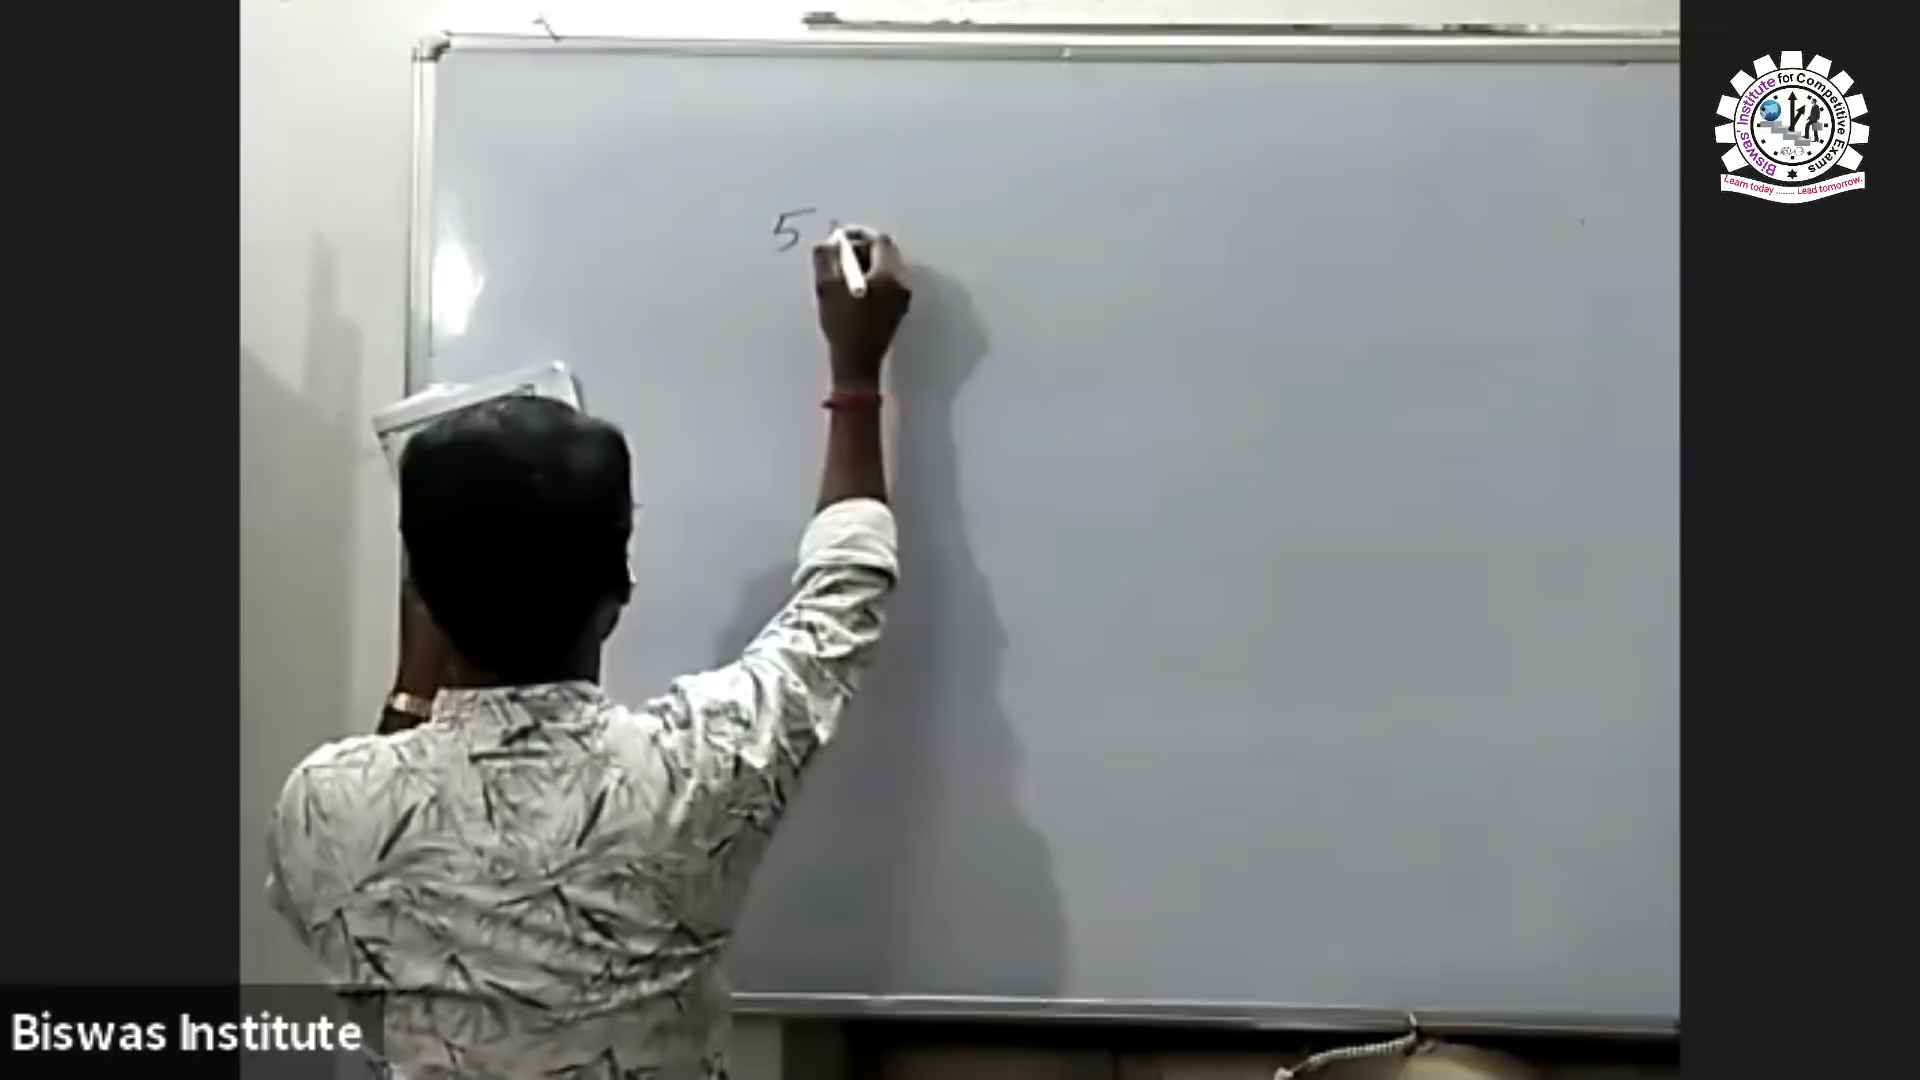 5
Biswas' Institute for Competitive Exams
Learn today ........ Lead tomorrow.
Biswas Institute